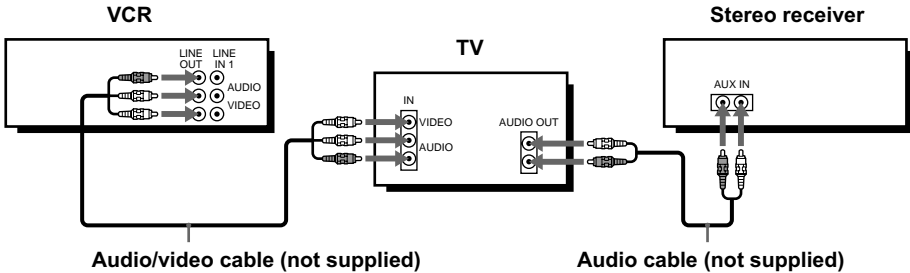 VCR
Stereo receiver
TV
LINE OUT
LINE IN 1
AUDIO
VIDEO
IN
VIDEO
AUDIO
AUDIO OUT
AUX IN
Audio/video cable (not supplied)
Audio cable (not supplied)